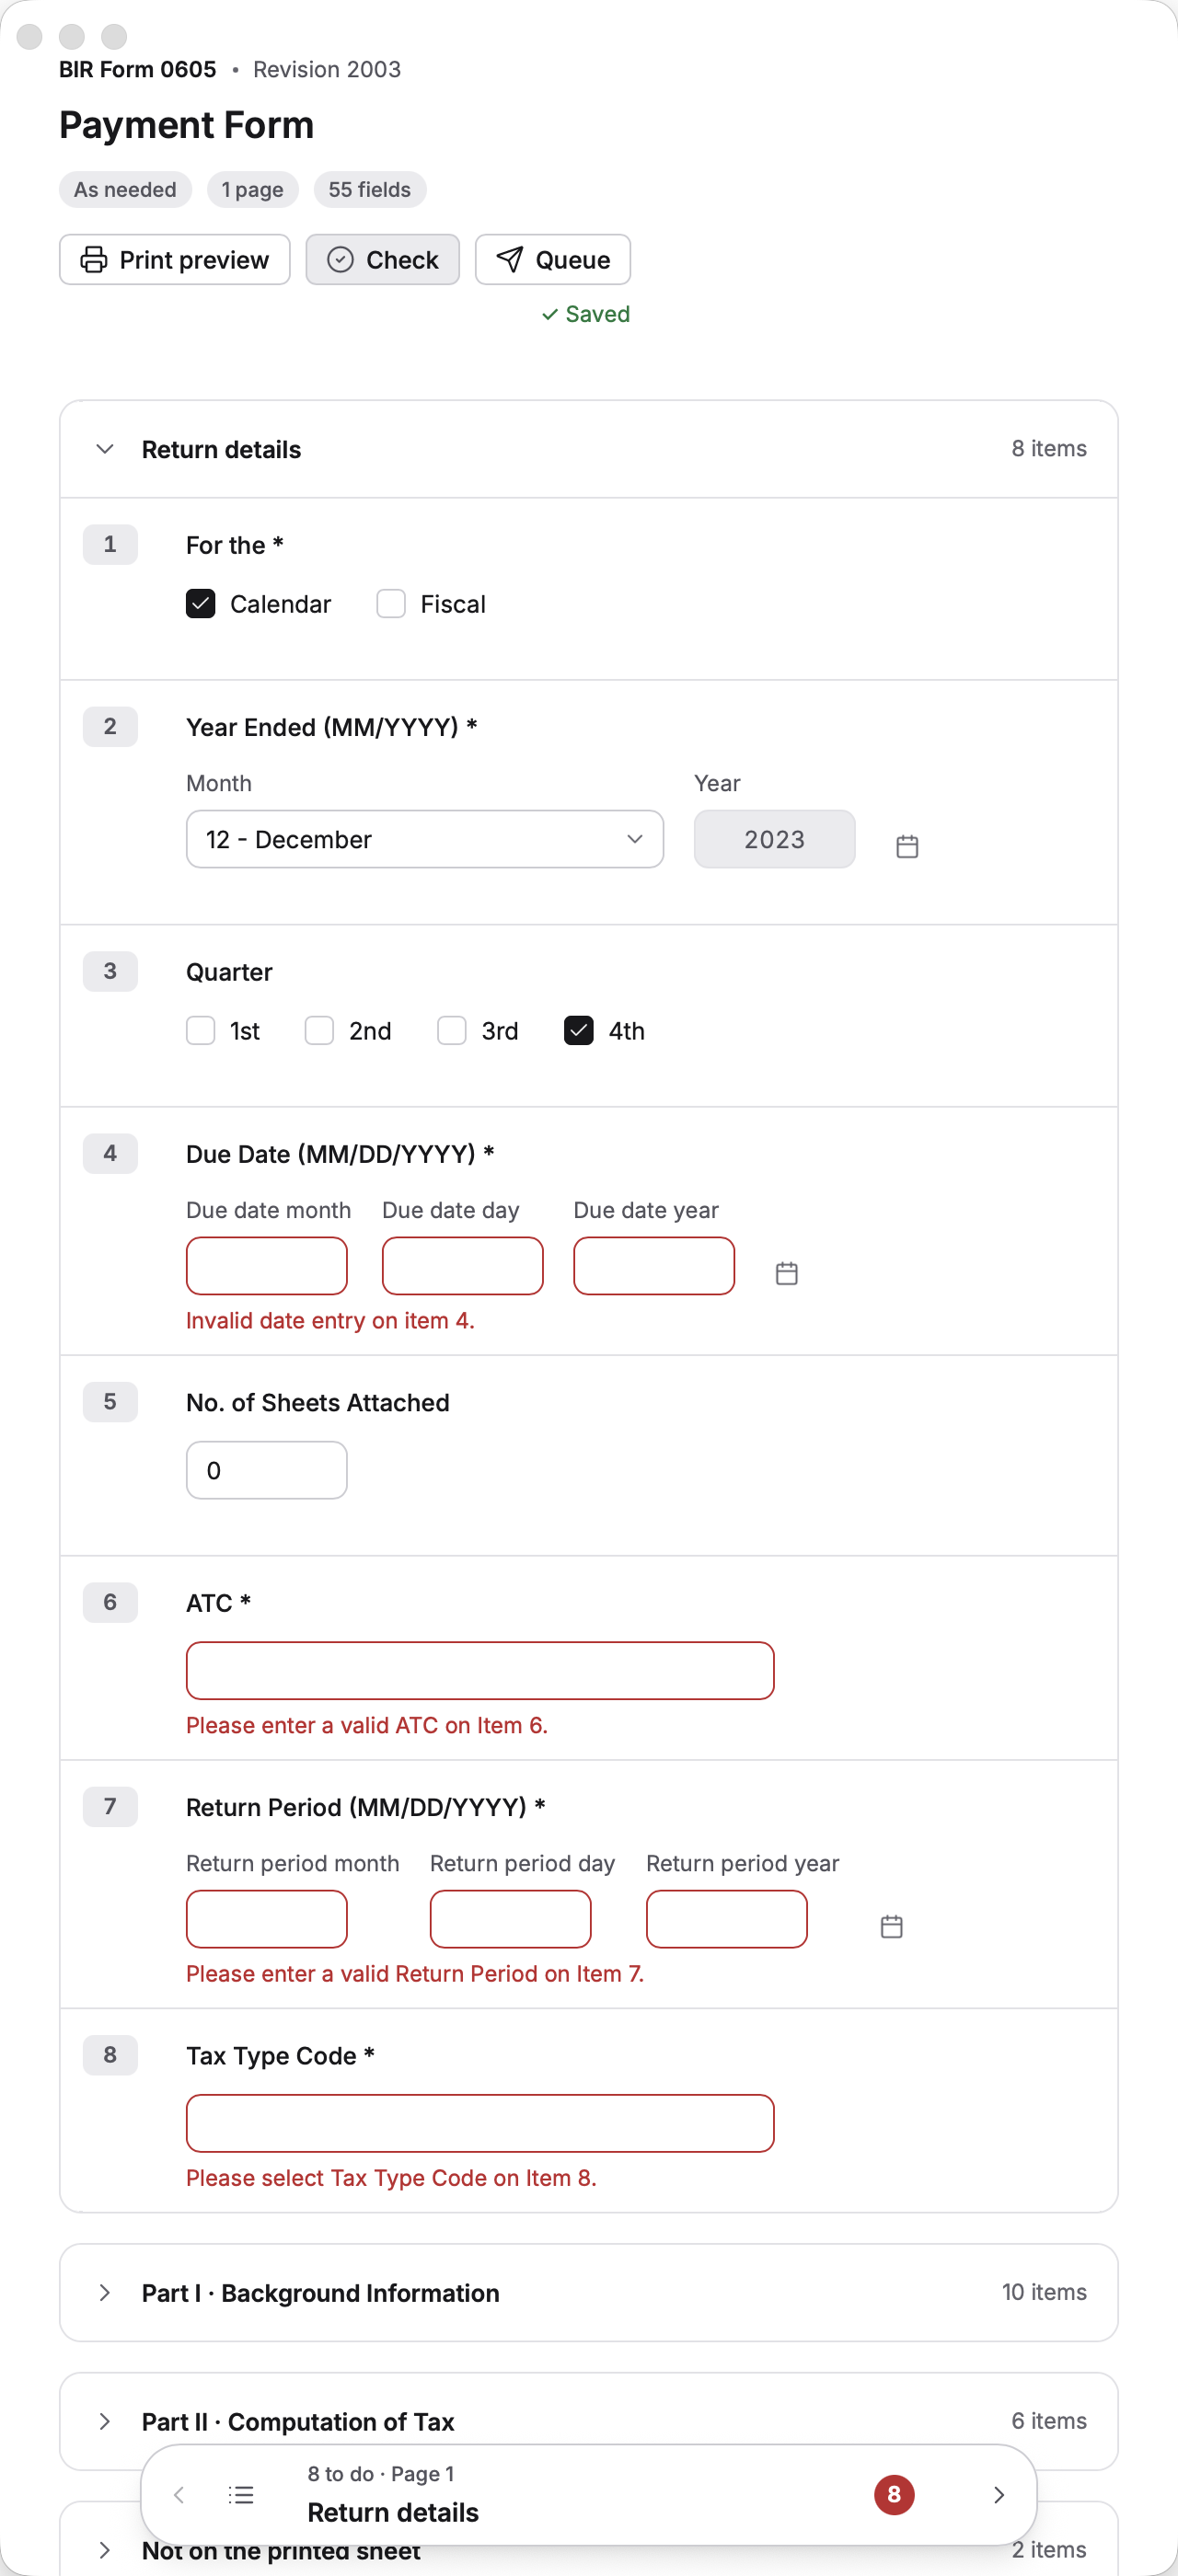 BIR Form 0605 • Revision 2003
Payment Form
As needed 1 page 55 fields
Print preview Check Queue
Saved
Return details 8 items
1 For the *
Calendar Fiscal
2 Year Ended (MM/YYYY) *
Month Year
12 - December 2023
3 Quarter
1st 2nd 3rd 4th
4 Due Date (MM/DD/YYYY) *
Due date month Due date day Due date year
Invalid date entry on item 4.
5 No. of Sheets Attached
0
6 ATC *
Please enter a valid ATC on Item 6.
7 Return Period (MM/DD/YYYY) *
Return period month Return period day Return period year
Please enter a valid Return Period on Item 7.
8 Tax Type Code *
Please select Tax Type Code on Item 8.
Part I · Background Information 10 items
Part II · Computation of Tax 6 items
8 to do · Page 1
Return details 8
Not on the printed sheet 2 items